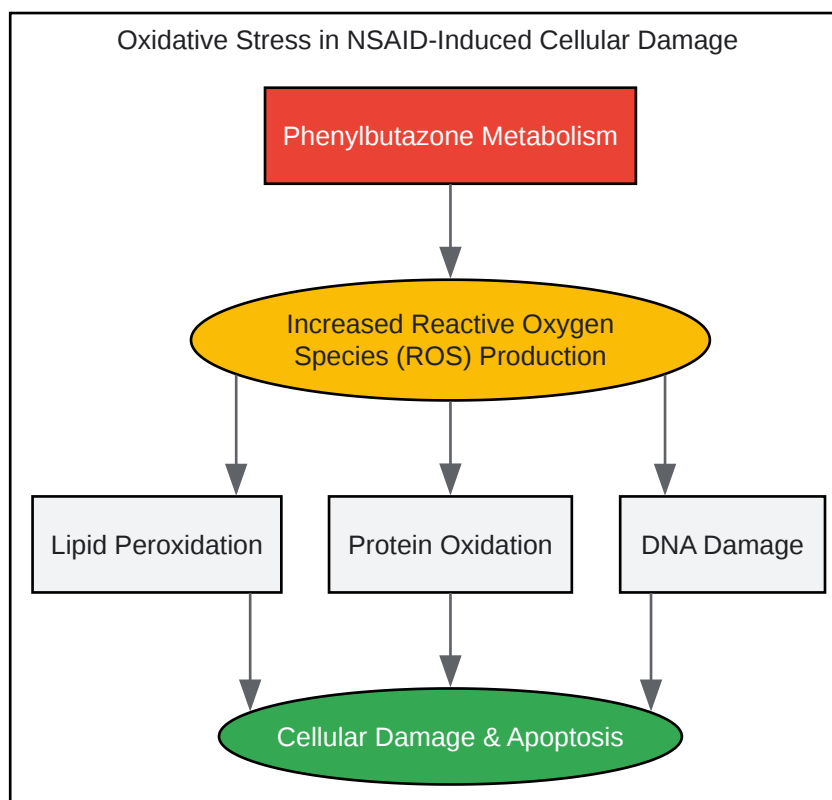 Oxidative Stress in NSAID-Induced Cellular Damage
Phenylbutazone Metabolism
Increased Reactive Oxygen
Species (ROS) Production
Lipid Peroxidation
Protein Oxidation
DNA Damage
Cellular Damage & Apoptosis